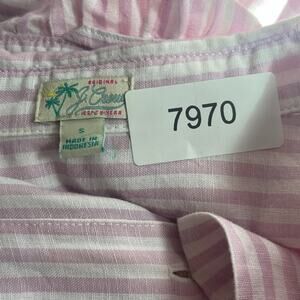 ORIGINAL
J. Crew
S
MADE IN
INDONESIA
7970